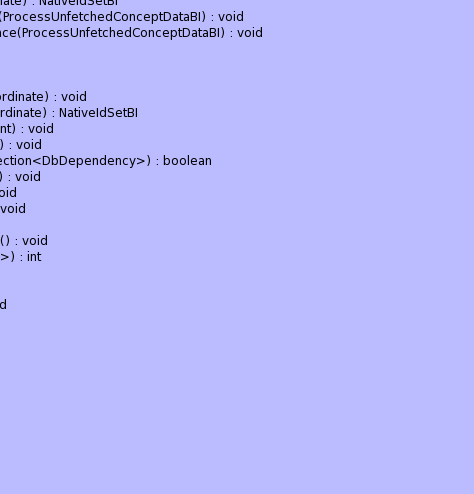 nate) : NativeIdSetBI
(ProcessUnfetchedConceptDataBI) : void
nce(ProcessUnfetchedConceptDataBI) : void
ordinate) : void
rdinate) : NativeIdSetBI
nt) : void
) : void
ection<DbDependency>) : boolean
) : void
oid
void
() : void
>) : int
d